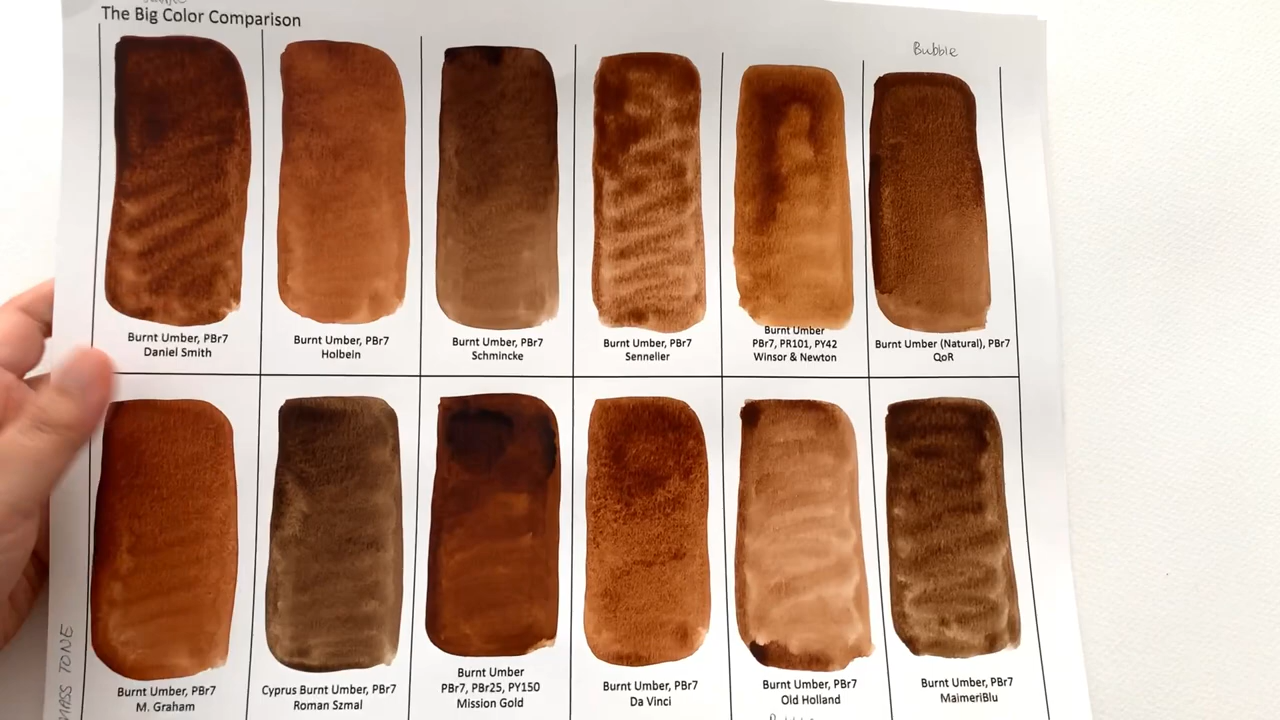 The Big Color Comparison
Bubble
Burnt Umber, PBr7
Daniel Smith
Burnt Umber, PBr7
Holbein
Burnt Umber, PBr7
Schmincke
Burnt Umber, PBr7
Sennelier
Burnt Umber
PBr7, PR101, PY42
Winsor & Newton
Burnt Umber (Natural), PBr7
QoR
Burnt Umber, PBr7
M. Graham
Cyprus Burnt Umber, PBr7
Roman Szmal
Burnt Umber
PBr7, PBr25, PY150
Mission Gold
Burnt Umber, PBr7
Da Vinci
Burnt Umber, PBr7
Old Holland
Burnt Umber, PBr7
MaimeriBlu
MASS TONE